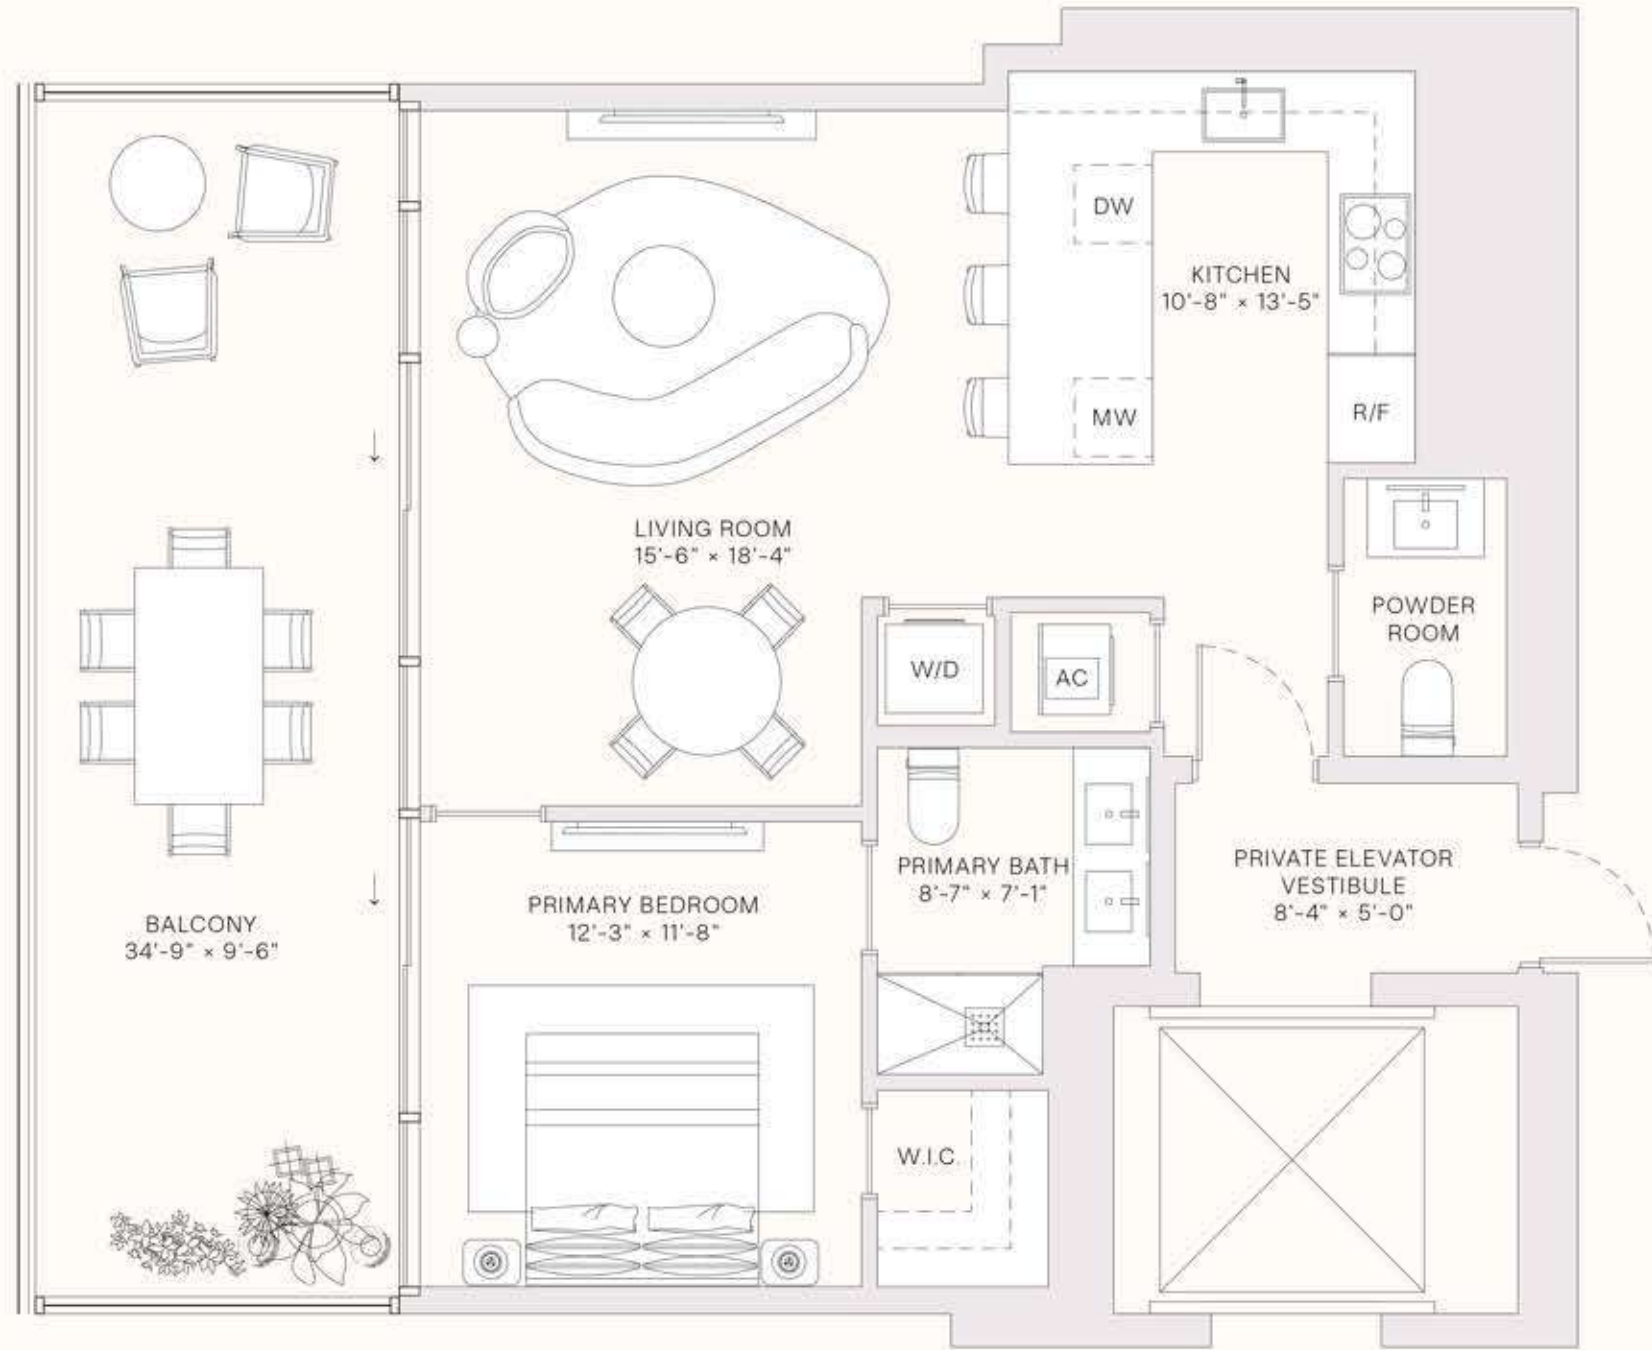 DW
KITCHEN
10'-8" × 13'-5"
MW
R/F
LIVING ROOM
15'-6" × 18'-4"
POWDER
ROOM
W/D
AC
PRIMARY BATH
8'-7" × 7'-1"
PRIVATE ELEVATOR
VESTIBULE
8'-4" × 5'-0"
PRIMARY BEDROOM
12'-3" × 11'-8"
BALCONY
34'-9" × 9'-6"
W.I.C.